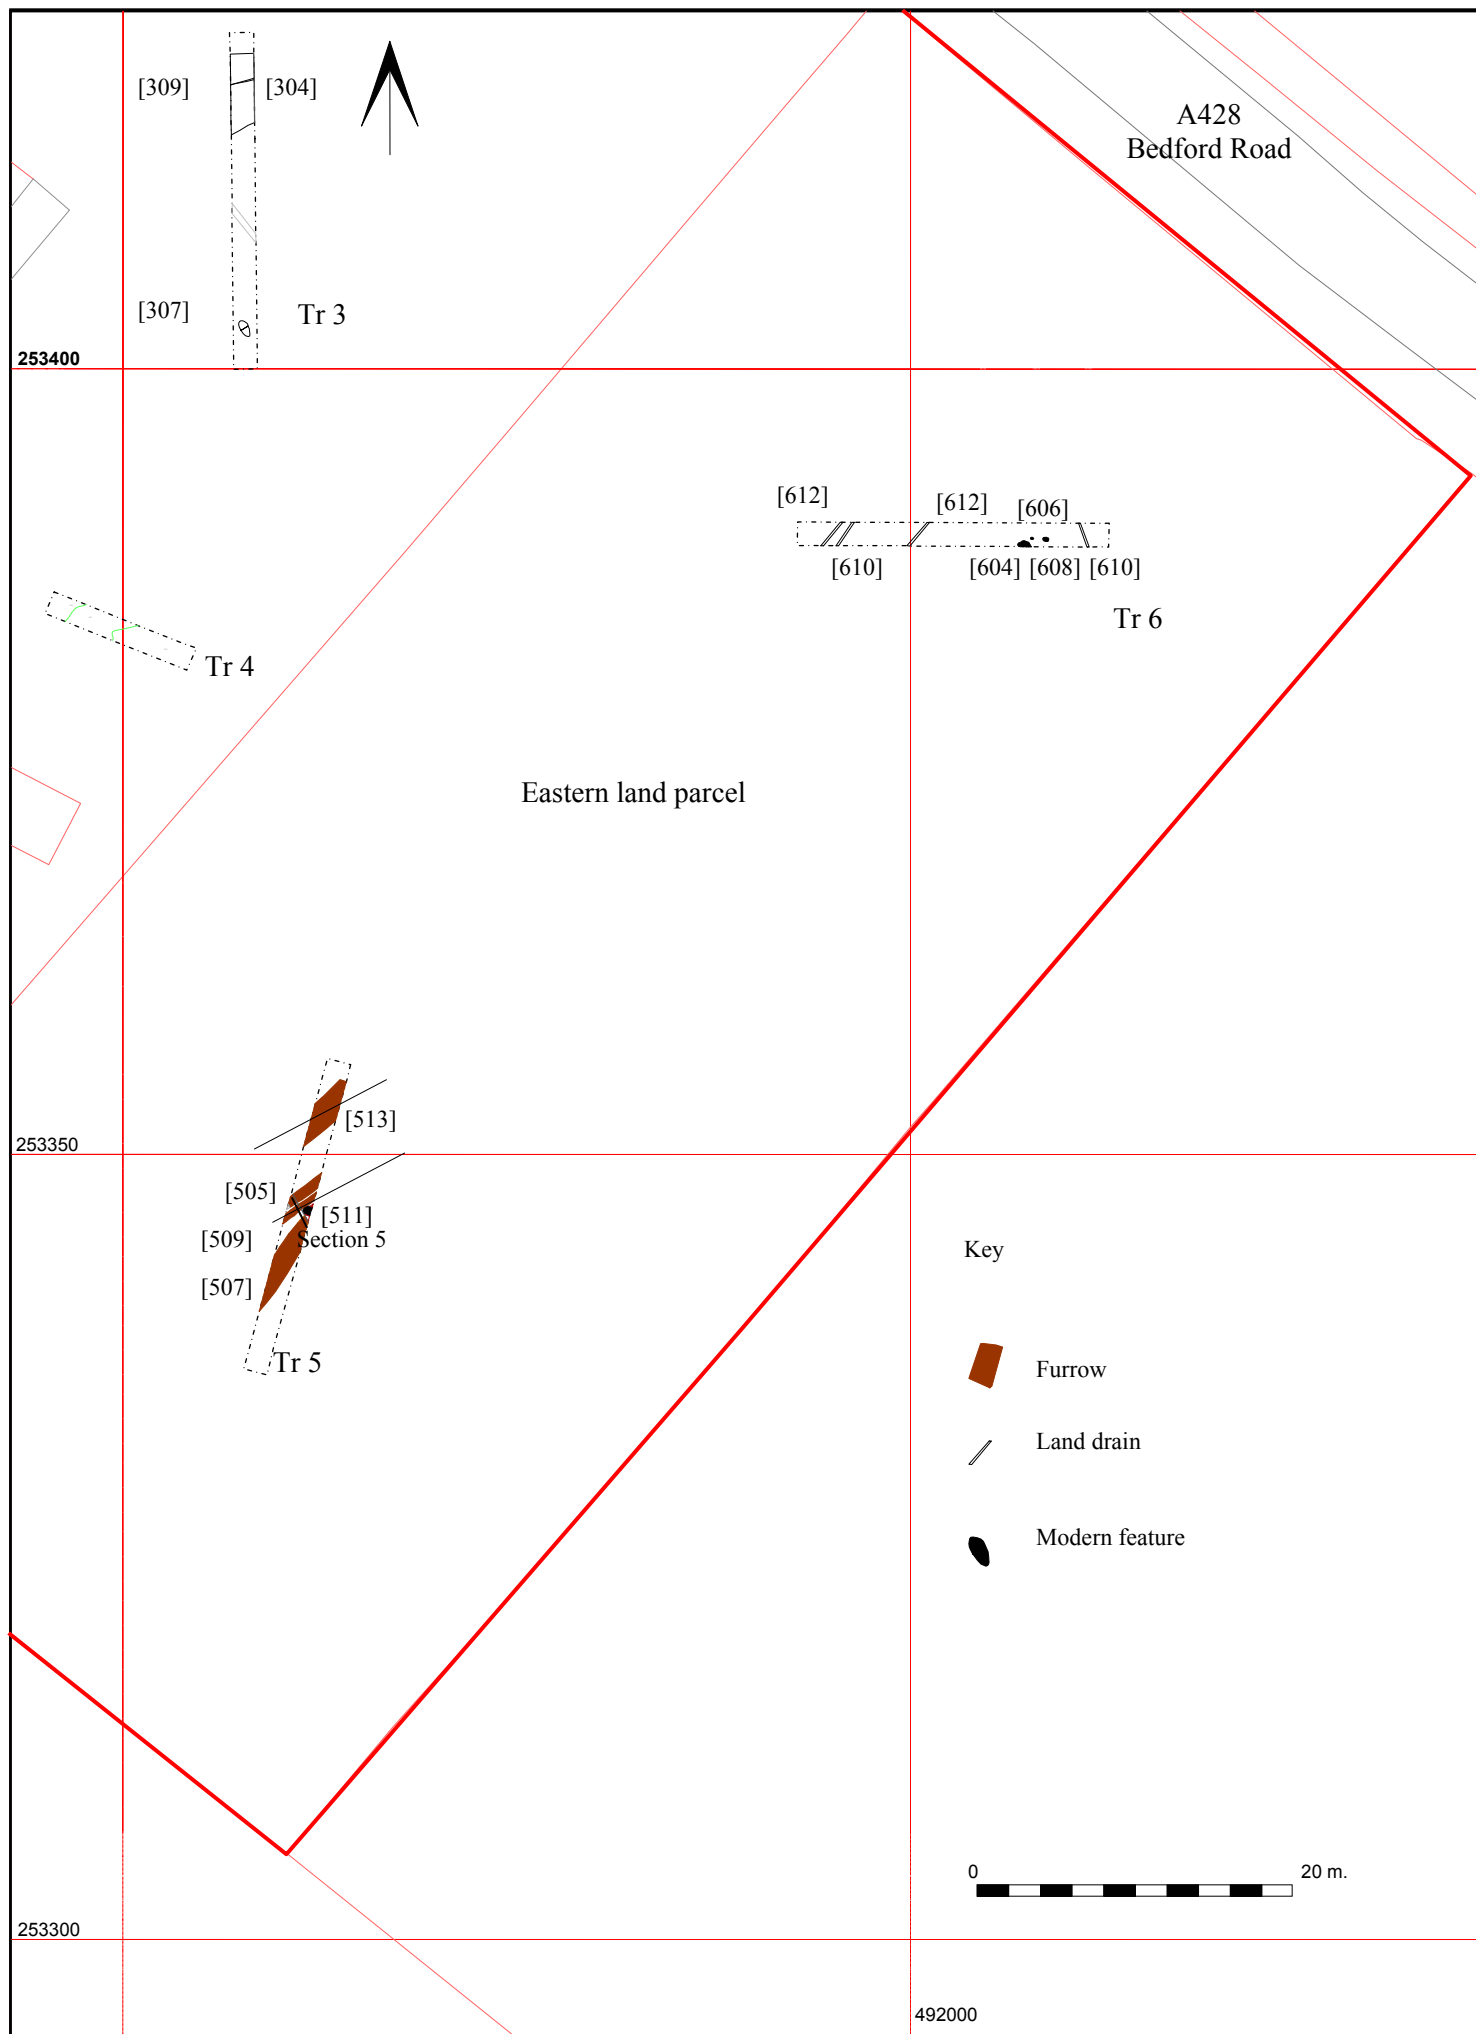 [309]
[304]
A428
Bedford Road
[307]
Tr 3
253400
[612]
[612]
[606]
[610]
[604]
[608]
[610]
Tr 6
Tr 4
Eastern land parcel
[513]
253350
[505]
[511]
[509]
Section 5
[507]
Tr 5
Key
Furrow
Land drain
Modern feature
0
20 m.
253300
492000